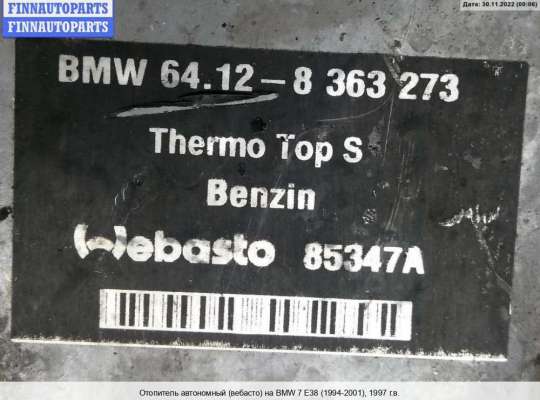 FINNAUTOPARTS
FINNAUTOPARTS
Дата: 30.11.2022 (00:06)
BMW 64.12-8 363 273
Thermo Top S
Benzin
Webasto 85347A
Отопитель автономный (вебасто) на BMW 7 E38 (1994-2001), 1997 г.в.